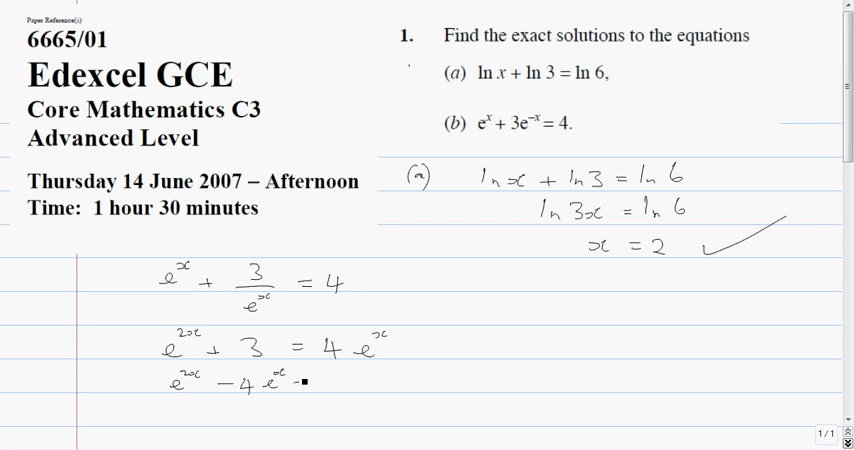 Paper Reference(s)
6665/01
Edexcel GCE
Core Mathematics C3
Advanced Level
Thursday 14 June 2007 – Afternoon
Time: 1 hour 30 minutes
1. Find the exact solutions to the equations
(a) ln x + ln 3 = ln 6,
(b) eˣ + 3e⁻ˣ = 4.
(a) ln x + ln 3 = ln 6
ln 3x = ln 6
x = 2 ✓
eˣ + 3/eˣ = 4
e²ˣ + 3 = 4eˣ
e²ˣ - 4eˣ -
1/1